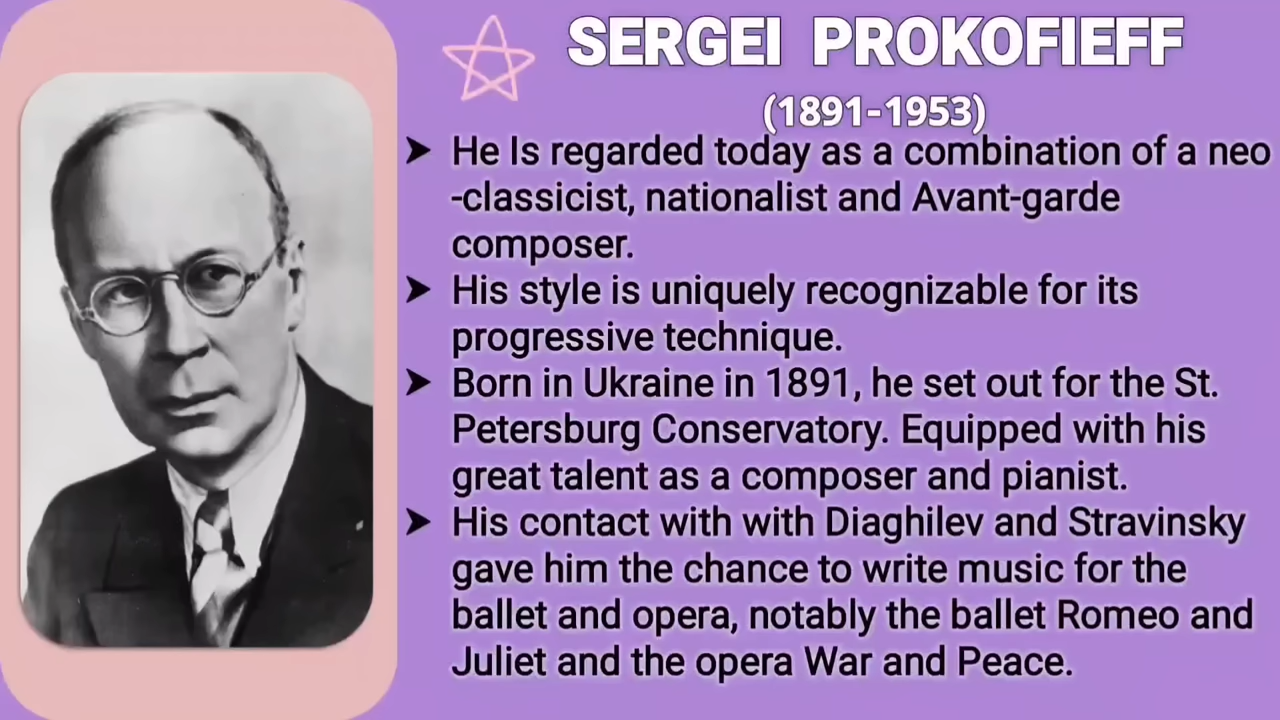 SERGEI PROKOFIEFF
(1891-1953)
➤ He Is regarded today as a combination of a neo
-classicist, nationalist and Avant-garde
composer.
➤ His style is uniquely recognizable for its
progressive technique.
➤ Born in Ukraine in 1891, he set out for the St.
Petersburg Conservatory. Equipped with his
great talent as a composer and pianist.
➤ His contact with with Diaghilev and Stravinsky
gave him the chance to write music for the
ballet and opera, notably the ballet Romeo and
Juliet and the opera War and Peace.